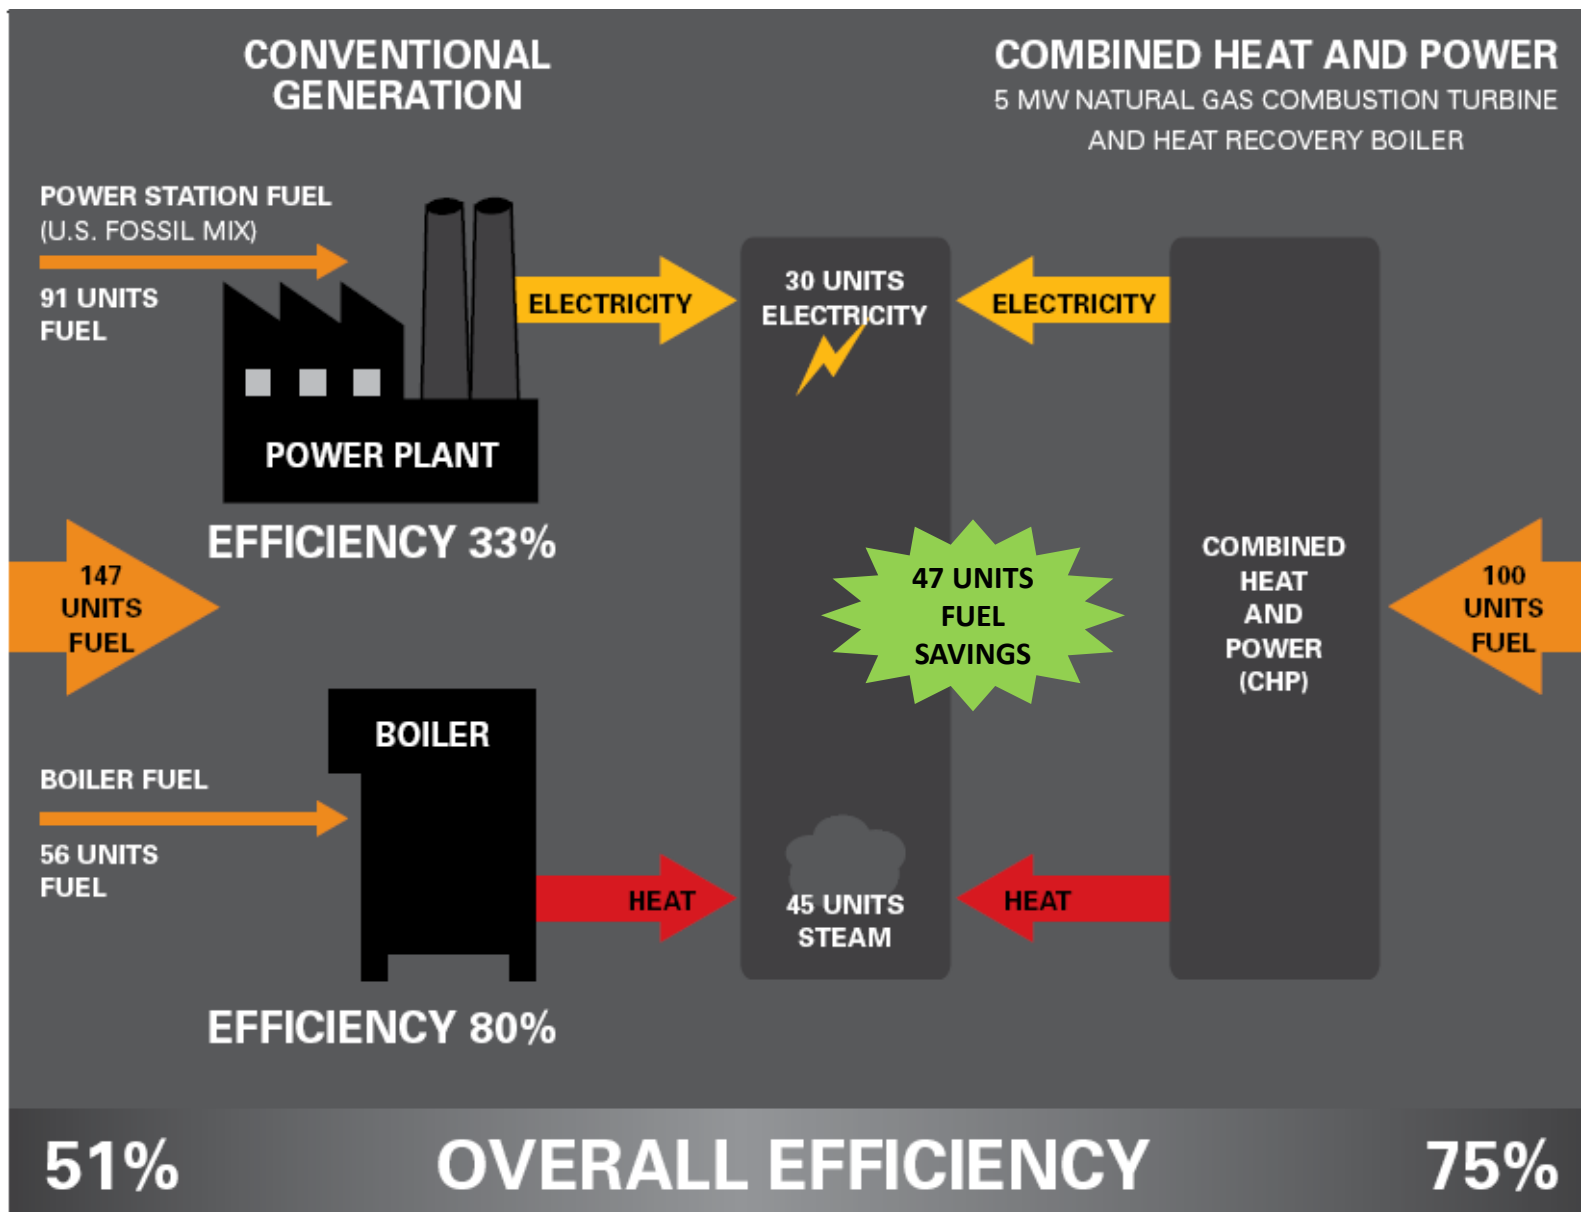 CONVENTIONAL
GENERATION
COMBINED HEAT AND POWER
5 MW NATURAL GAS COMBUSTION TURBINE
AND HEAT RECOVERY BOILER
POWER STATION FUEL
(U.S. FOSSIL MIX)
91 UNITS
FUEL
POWER PLANT
EFFICIENCY 33%
ELECTRICITY
30 UNITS
ELECTRICITY
ELECTRICITY
147
UNITS
FUEL
47 UNITS
FUEL
SAVINGS
COMBINED
HEAT
AND
POWER
(CHP)
100
UNITS
FUEL
BOILER
BOILER FUEL
56 UNITS
FUEL
HEAT
45 UNITS
STEAM
HEAT
EFFICIENCY 80%
51%
OVERALL EFFICIENCY
75%